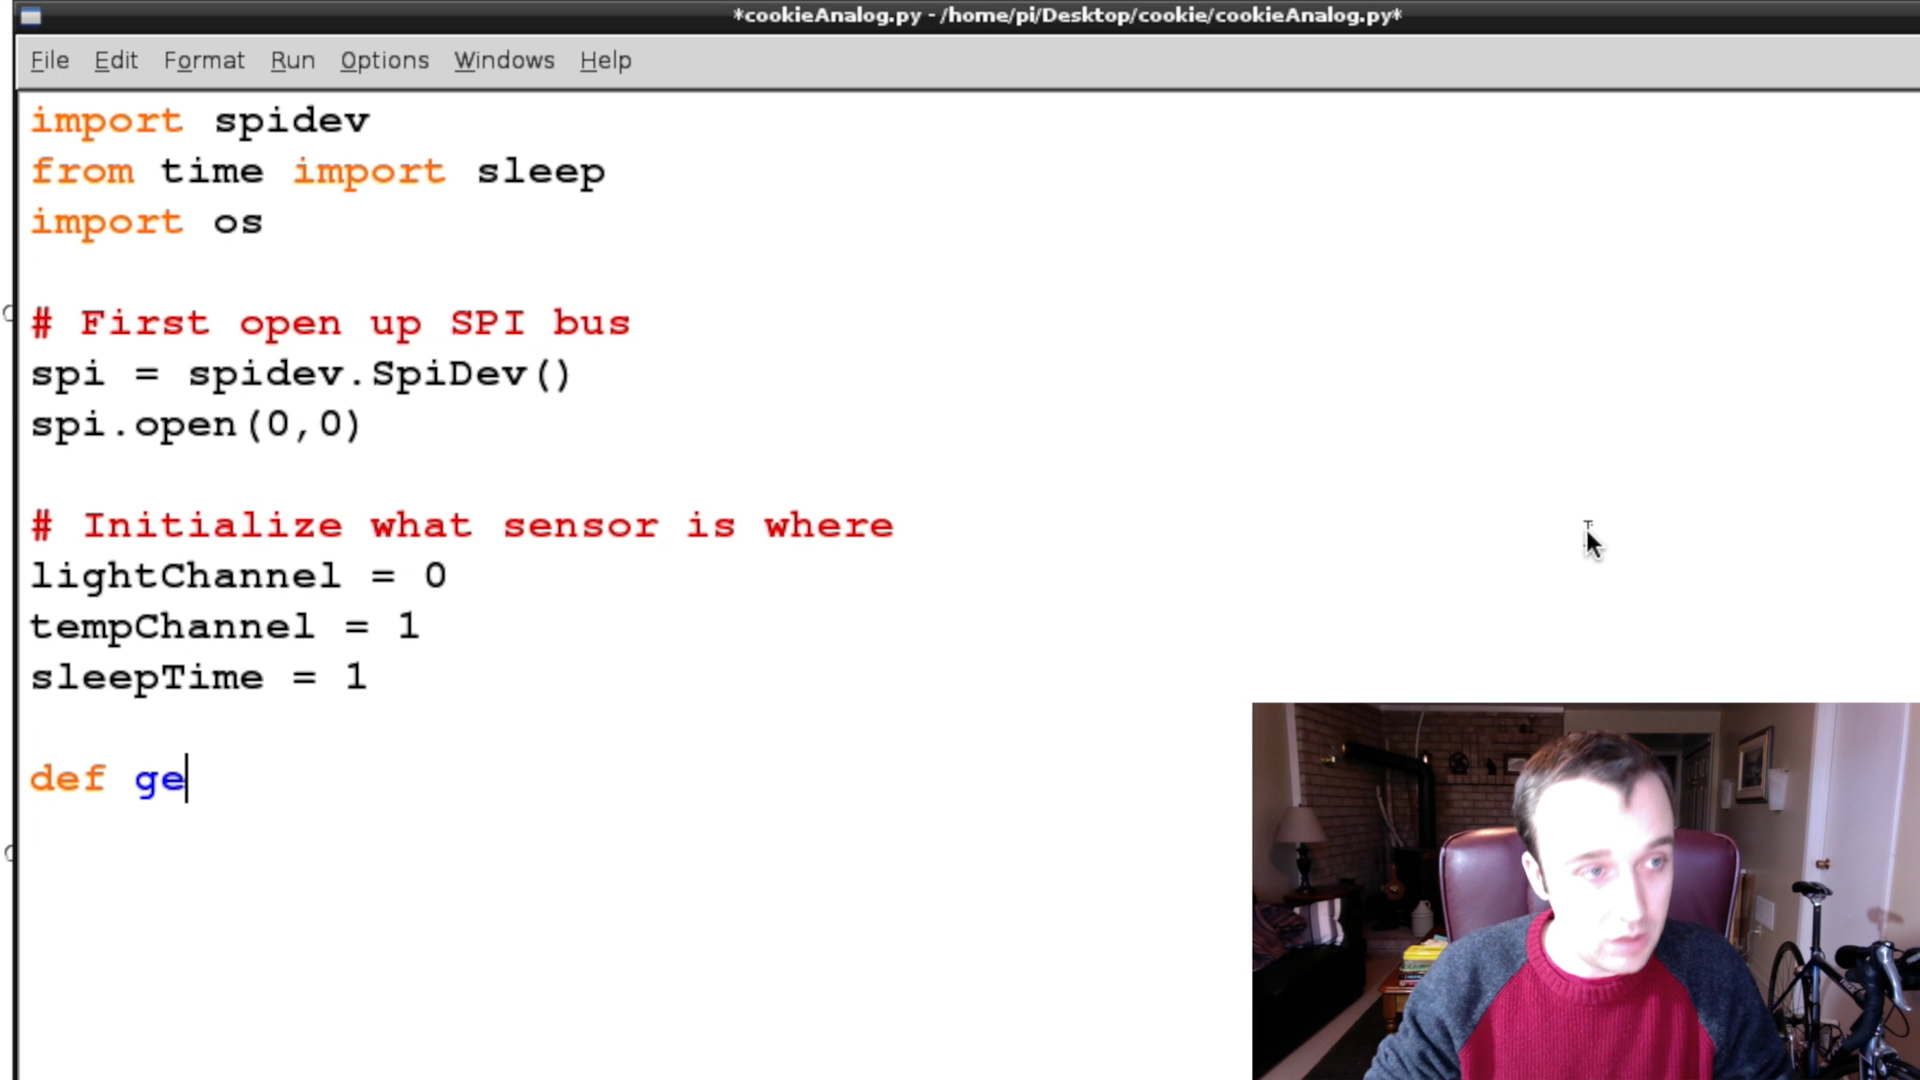 *cookieAnalog.py - /home/pi/Desktop/cookie/cookieAnalog.py*
File Edit Format Run Options Windows Help
import spidev
from time import sleep
import os
# First open up SPI bus
spi = spidev.SpiDev()
spi.open(0,0)
# Initialize what sensor is where
lightChannel = 0
tempChannel = 1
sleepTime = 1
def ge